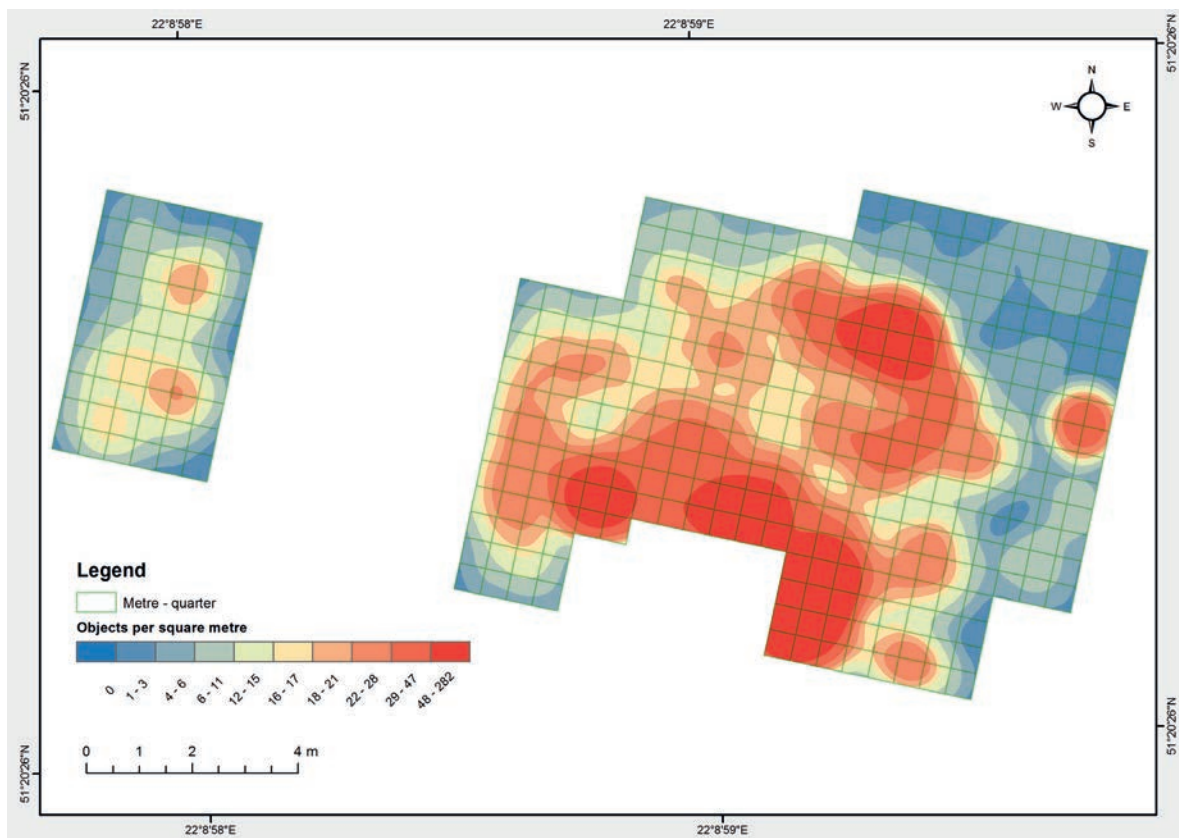 22°8'58"E 22°8'59"E
51°20'26"N 51°20'26"N
N
W E
S
Legend
Metre - quarter
Objects per square metre
0 1 - 3 4 - 6 6 - 11 12 - 15 16 - 17 18 - 21 22 - 28 29 - 47 48 - 282
0 1 2 4 m
51°20'26"N 51°20'26"N
22°8'58"E 22°8'59"E